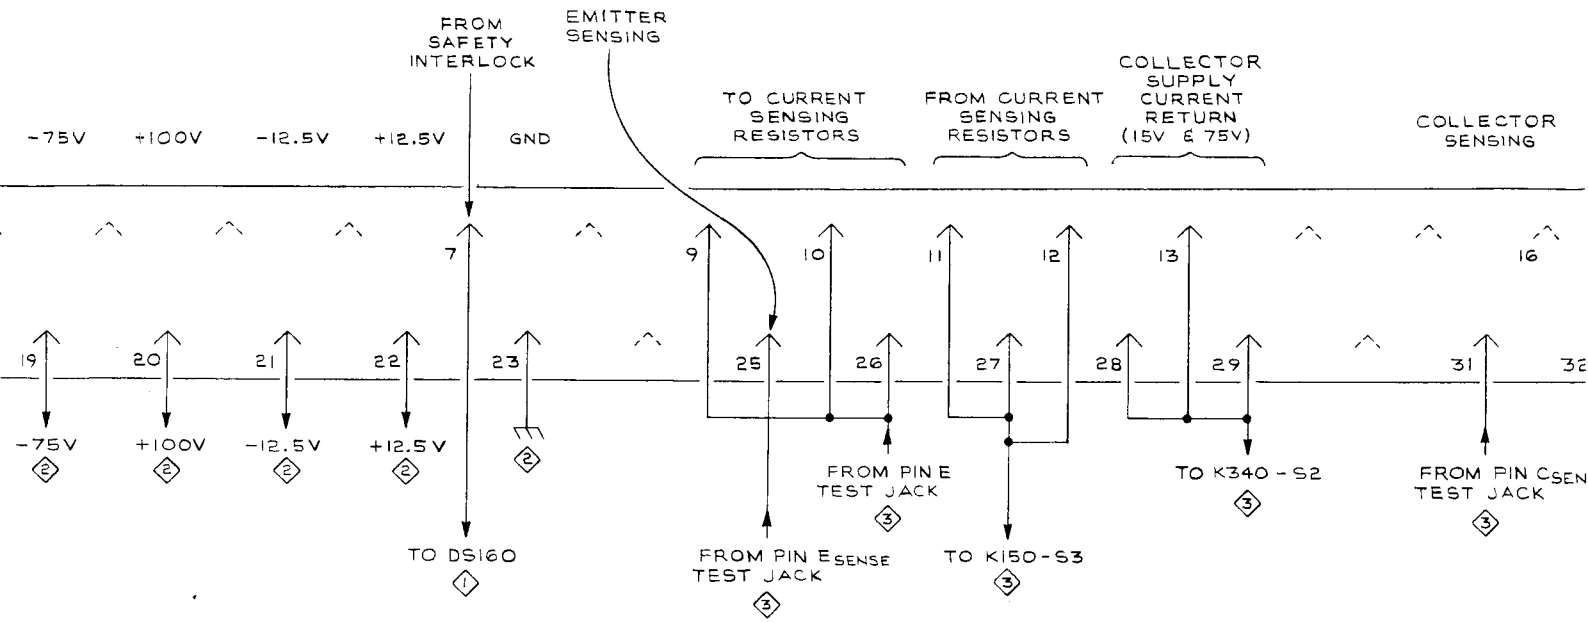 FROM
SAFETY
INTERLOCK
EMITTER
SENSING
TO CURRENT
SENSING
RESISTORS
FROM CURRENT
SENSING
RESISTORS
COLLECTOR
SUPPLY
CURRENT
RETURN
(15V & 75V)
COLLECTOR
SENSING
-75V +100V -12.5V +12.5V GND
7 9 10 11 12 13 16
19 20 21 22 23 25 26 27 28 29 31 32
-75V +100V -12.5V +12.5V
2 2 2 2 2
FROM PIN E
TEST JACK
3
TO K340-S2
3
FROM PIN CSEN
TEST JACK
3
TO DS160
1
FROM PIN ESENSE
TEST JACK
3
TO K150-S3
3